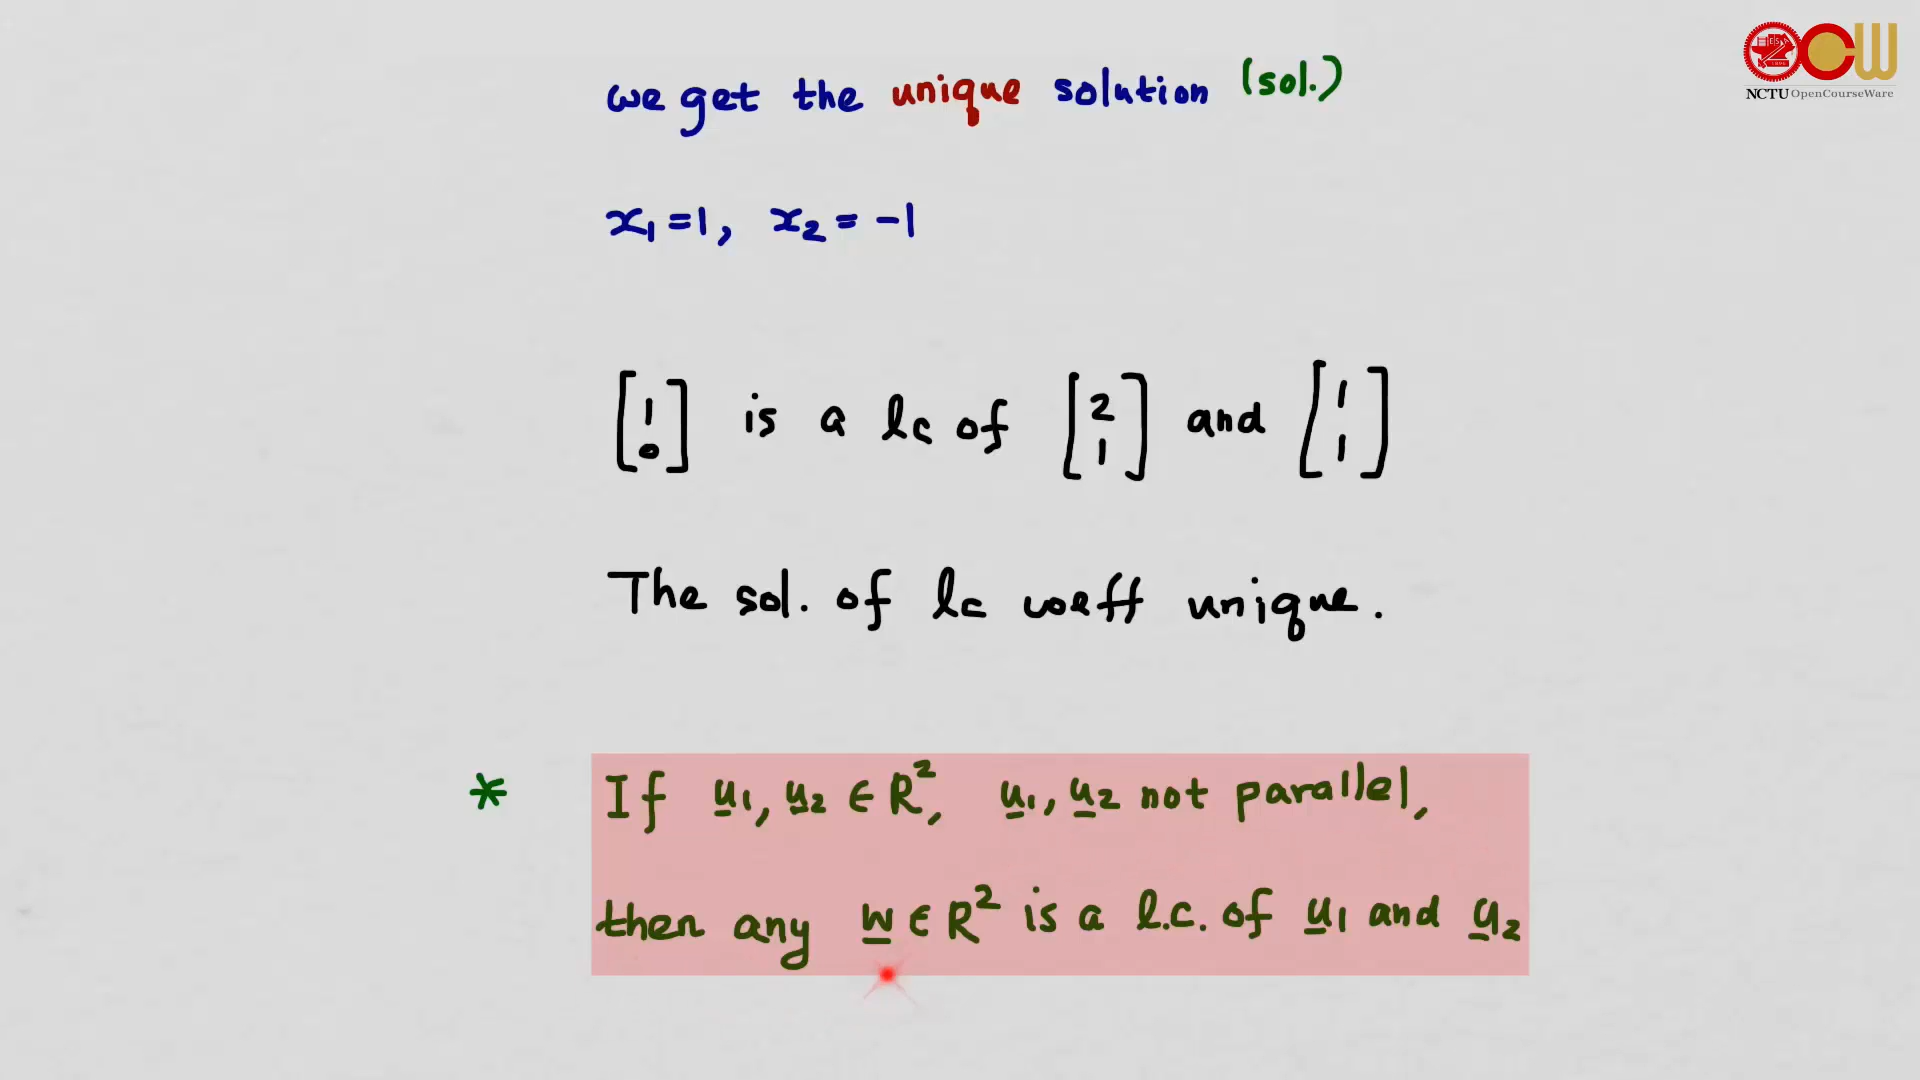 NCTU OpenCourseWare
we get the unique solution (sol.)
x₁ = 1, x₂ = -1
[1 0] is a lc of [2 1] and [1 1]
The sol. of lc coeff unique.
* If u₁, u₂ ∈ R², u₁, u₂ not parallel,
then any w ∈ R² is a l.c. of u₁ and u₂